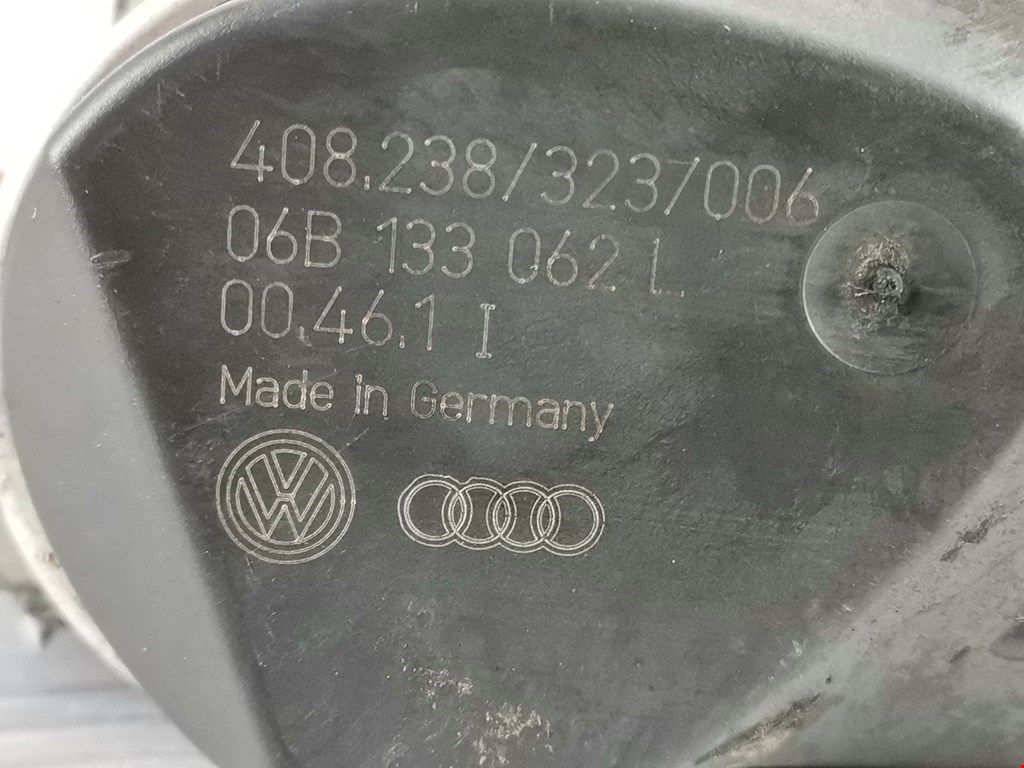 408.238/323/006
06B 133 062 L
00.46.1 I
Made in Germany